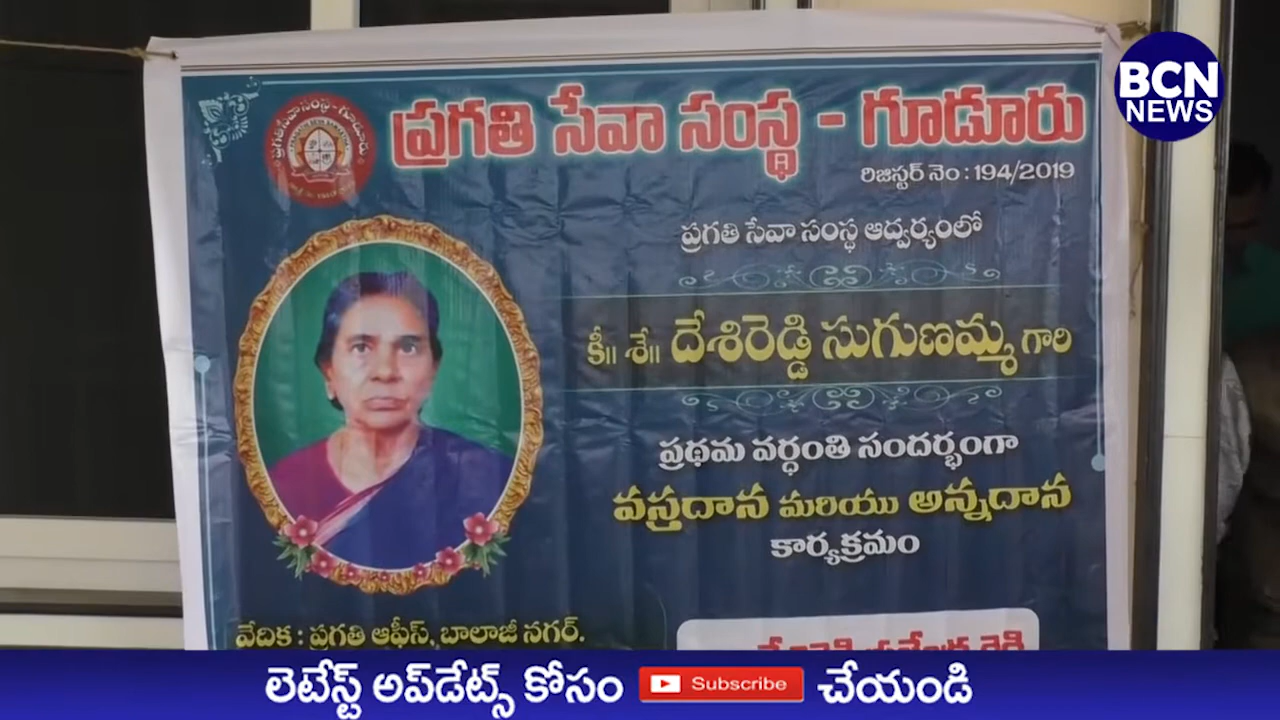 BCN
NEWS
ప్రగతి సేవా సంస్థ - గూడూరు
రిజిస్టర్ నెం : 194/2019
ప్రగతి సేవా సంస్థ ఆధ్వర్యంలో
కీ॥ శే॥ దేశిరెడ్డి సుగుణమ్మ గారి
ప్రథమ వర్ధంతి సందర్భంగా
వస్త్రదాన మరియు అన్నదాన
కార్యక్రమం
వేదిక : ప్రగతి ఆఫీస్, బాలాజీ నగర్.
లెటేస్ట్ అప్‌డేట్స్ కోసం Subscribe చేయండి